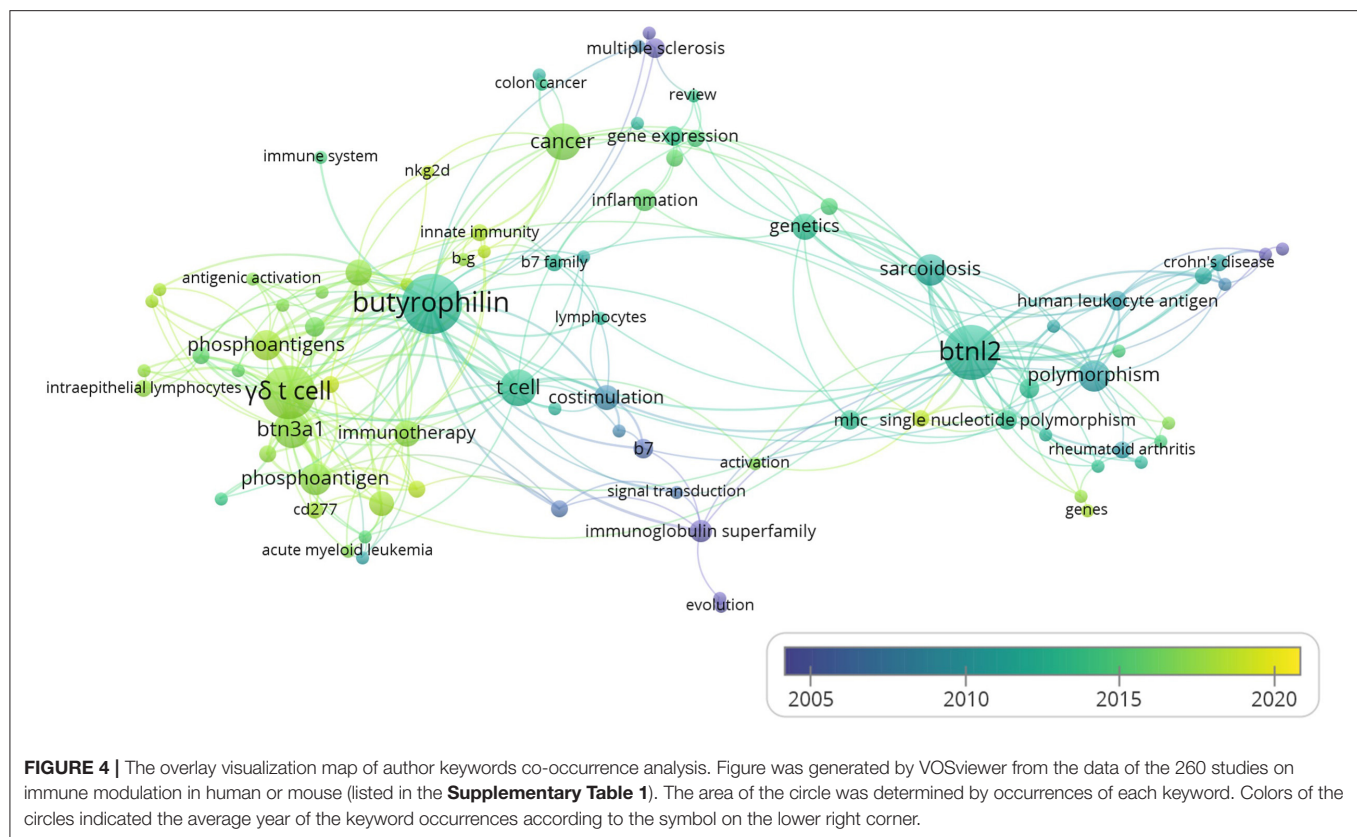 multiple sclerosis
colon cancer
review
cancer
gene expression
immune system
nkg2d
inflammation
innate immunity
genetics
b-g
b7 family
sarcoidosis
crohn's disease
antigenic activation
butyrophilin
human leukocyte antigen
lymphocytes
phosphoantigens
btnl2
intraepithelial lymphocytes
γδ t cell
t cell
costimulation
polymorphism
btn3a1
immunotherapy
mhc
single nucleotide polymorphism
b7
rheumatoid arthritis
activation
phosphoantigen
signal transduction
cd277
genes
immunoglobulin superfamily
acute myeloid leukemia
evolution
2005 2010 2015 2020
FIGURE 4 | The overlay visualization map of author keywords co-occurrence analysis. Figure was generated by VOSviewer from the data of the 260 studies on
immune modulation in human or mouse (listed in the Supplementary Table 1). The area of the circle was determined by occurrences of each keyword. Colors of the
circles indicated the average year of the keyword occurrences according to the symbol on the lower right corner.